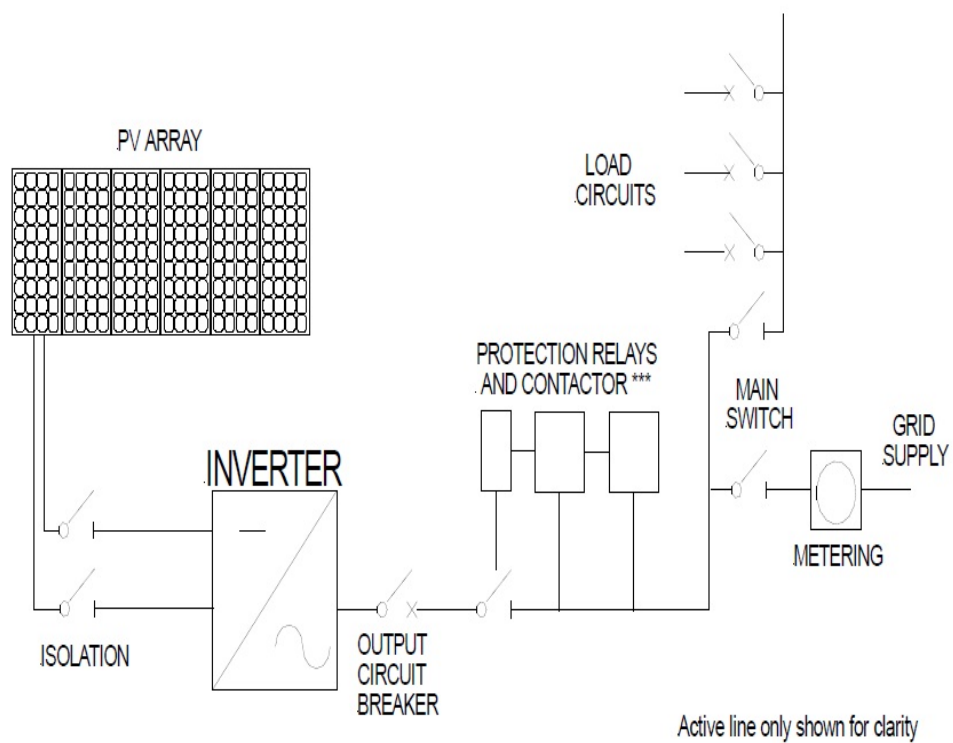 PV ARRAY
LOAD
CIRCUITS
PROTECTION RELAYS
AND CONTACTOR ***
MAIN
SWITCH
GRID
SUPPLY
INVERTER
METERING
ISOLATION
OUTPUT
CIRCUIT
BREAKER
Active line only shown for clarity